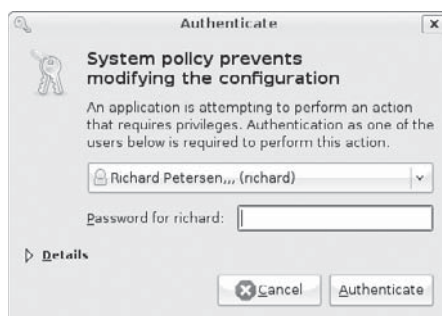 Authenticate
System policy prevents
modifying the configuration
An application is attempting to perform an action
that requires privileges. Authentication as one of the
users below is required to perform this action.
Richard Petersen,,, (richard)
Password for richard:
Details
Cancel
Authenticate